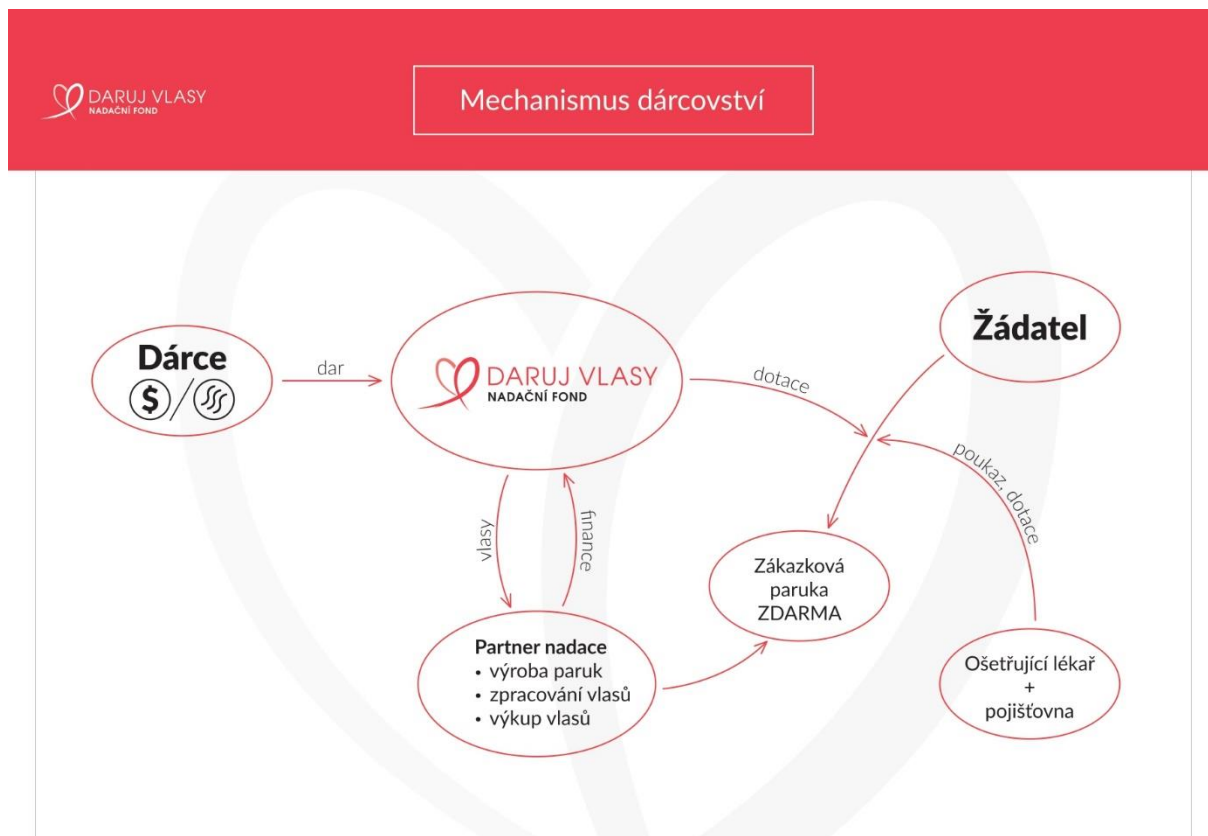 DARUJ VLASY
NADAČNÍ FOND
Mechanismus dárcovství
Dárce
$
dar
DARUJ VLASY
NADAČNÍ FOND
dotace
Žádatel
poukaz, dotace
vlasy
finance
Zákazková
paruka
ZDARMA
Partner nadace
• výroba paruk
• zpracování vlasů
• výkup vlasů
Ošetřující lékař
+
pojišťovna